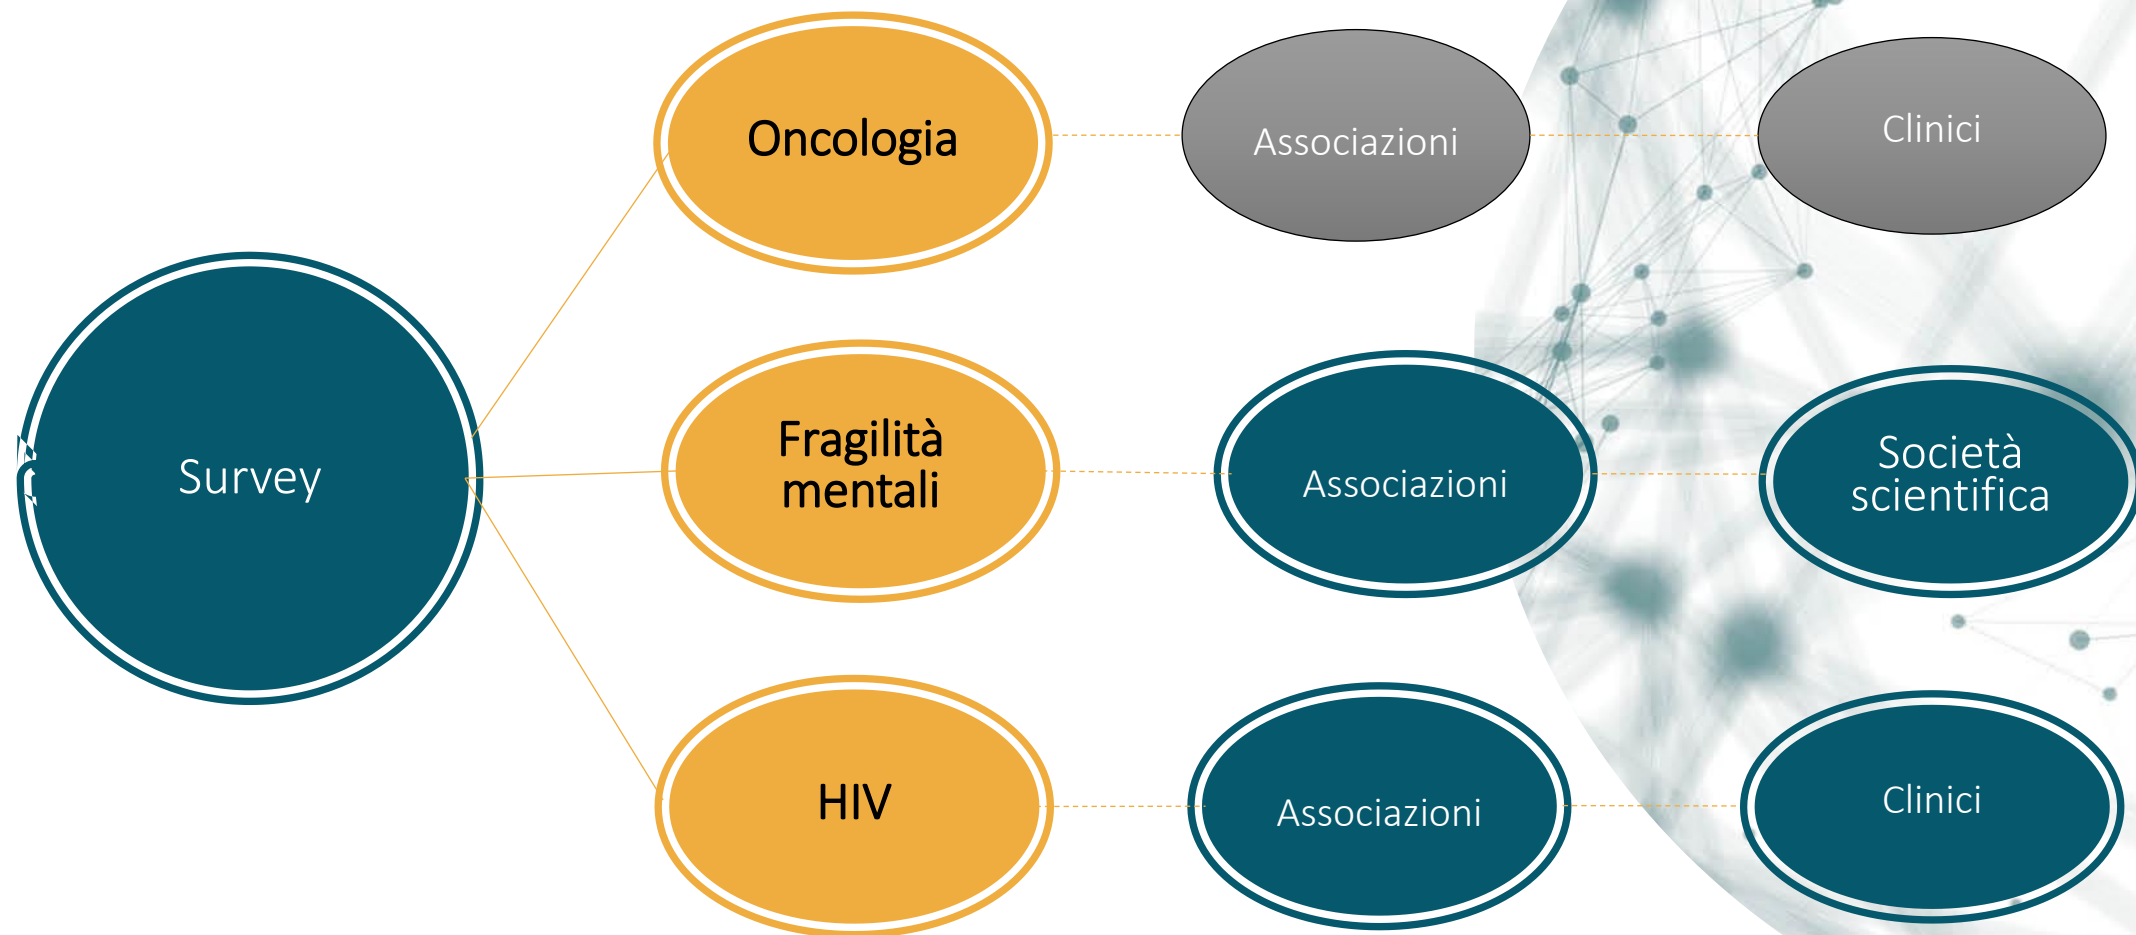 Survey
Oncologia
Associazioni
Clinici
Fragilità
mentali
Associazioni
Società
scientifica
HIV
Associazioni
Clinici